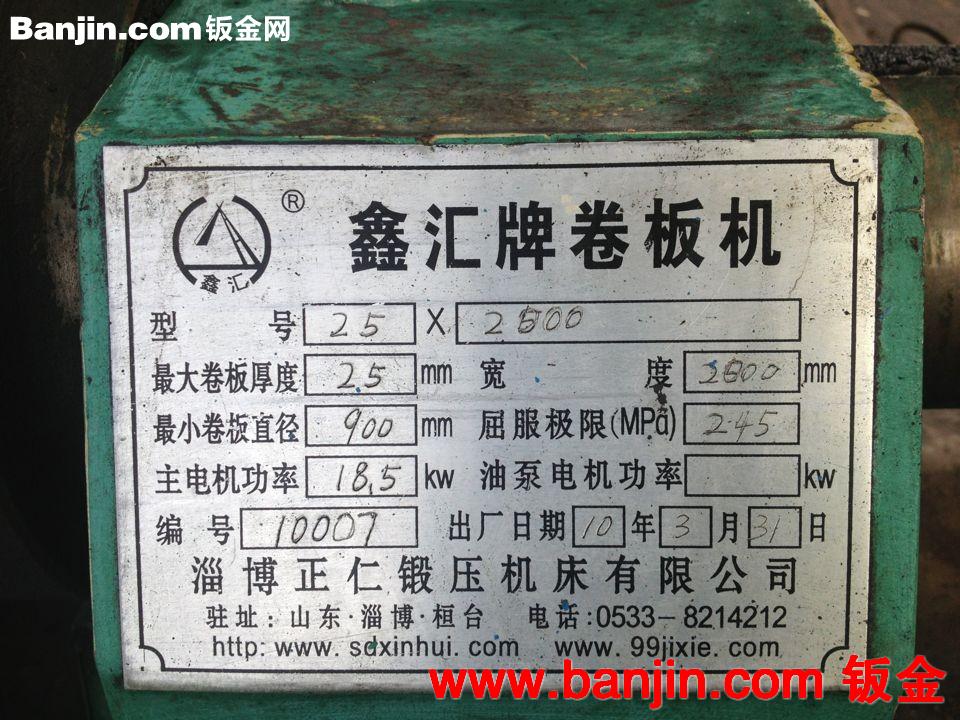 Banjin.com钣金网
鑫汇 ® 鑫汇牌卷板机
型号 25 X 2500
最大卷板厚度 25 mm 宽度 2500 mm
最小卷板直径 900 mm 屈服极限(MPa) 245
主电机功率 18.5 kw 油泵电机功率 kw
编号 10007 出厂日期 10 年 3 月 31 日
淄博正仁锻压机床有限公司
驻址：山东·淄博·桓台 电话:0533-8214212
http: www. sdxinhui. com www. 99jixie. com
www.banjin.com 钣金